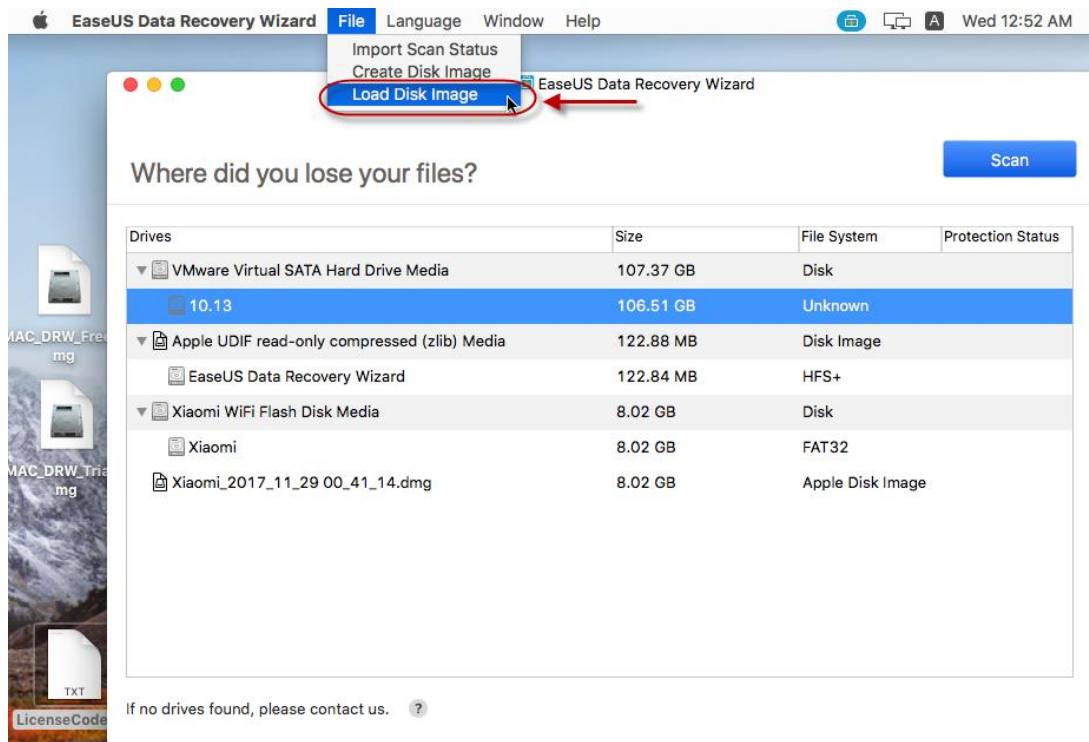 EaseUS Data Recovery Wizard File Language Window Help A Wed 12:52 AM
Import Scan Status
Create Disk Image
Load Disk Image
EaseUS Data Recovery Wizard
Where did you lose your files?
Scan
Drives Size File System Protection Status
VMware Virtual SATA Hard Drive Media 107.37 GB Disk
10.13 106.51 GB Unknown
Apple UDIF read-only compressed (zlib) Media 122.88 MB Disk Image
EaseUS Data Recovery Wizard 122.84 MB HFS+
Xiaomi WiFi Flash Disk Media 8.02 GB Disk
Xiaomi 8.02 GB FAT32
Xiaomi_2017_11_29 00_41_14.dmg 8.02 GB Apple Disk Image
If no drives found, please contact us. ?
MAC_DRW_Free
mg
MAC_DRW_Tria
mg
TXT
LicenseCode